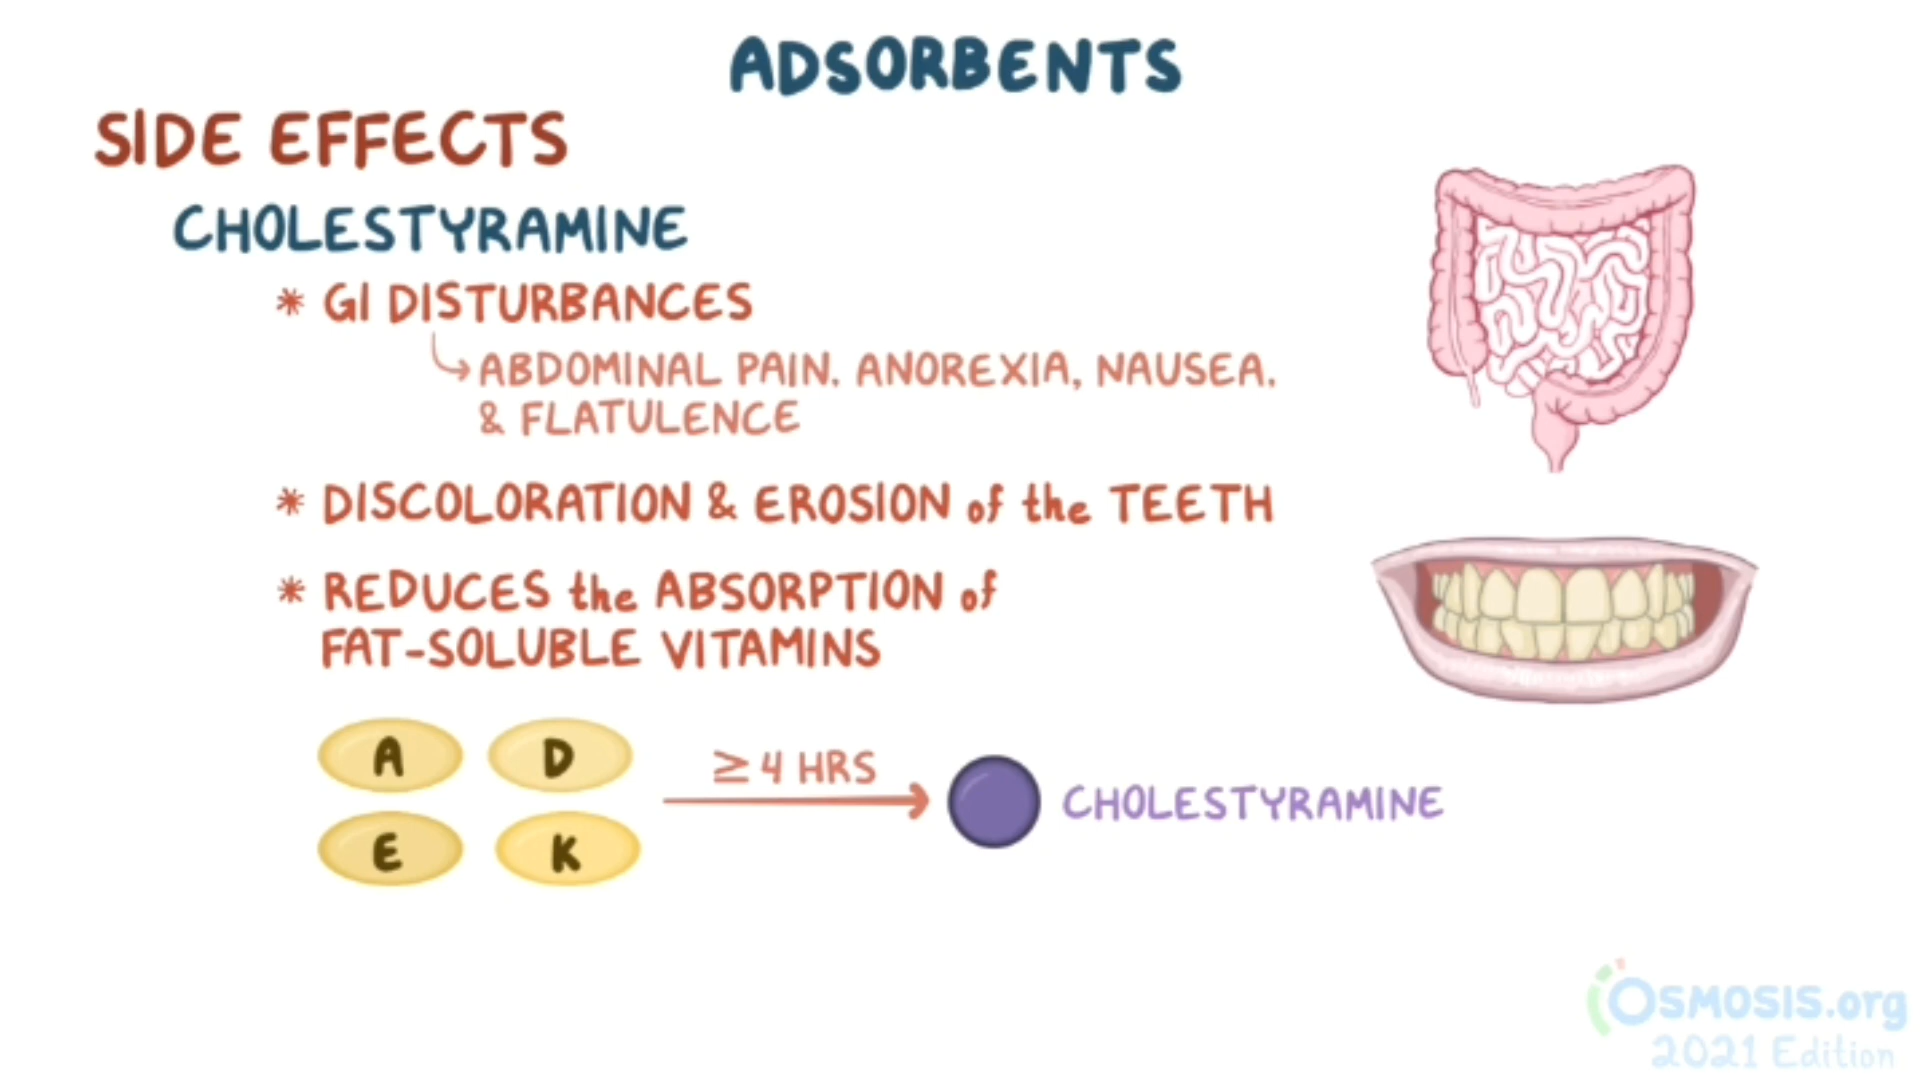 ADSORBENTS
SIDE EFFECTS
CHOLESTYRAMINE
* GI DISTURBANCES
↳ ABDOMINAL PAIN, ANOREXIA, NAUSEA,
& FLATULENCE
* DISCOLORATION & EROSION of the TEETH
* REDUCES the ABSORPTION of
FAT-SOLUBLE VITAMINS
A D
≥ 4 HRS
CHOLESTYRAMINE
E K
OSMOSIS.org
2021 Edition